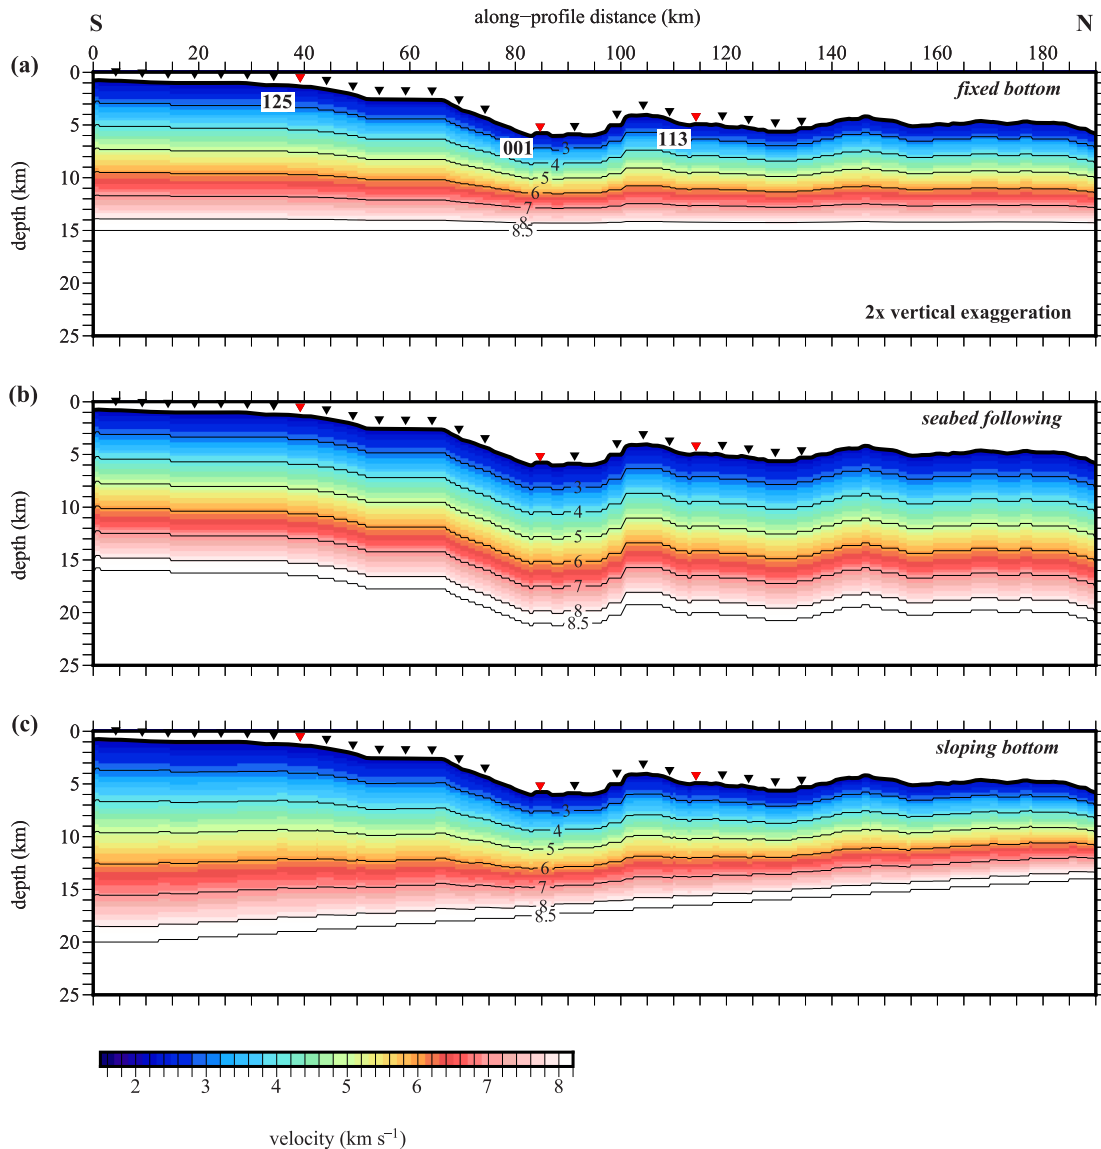 along−profile distance (km)
S N
0 20 40 60 80 100 120 140 160 180
(a)
fixed bottom
125
001
113
3
4
5
6
7
8
8.5
0
5
10
15
20
25
depth (km)
2x vertical exaggeration
(b)
seabed following
3
4
5
6
7
8
8.5
0
5
10
15
20
25
depth (km)
(c)
sloping bottom
3
4
5
6
7
8
8.5
0
5
10
15
20
25
depth (km)
2 3 4 5 6 7 8
velocity (km s⁻¹)